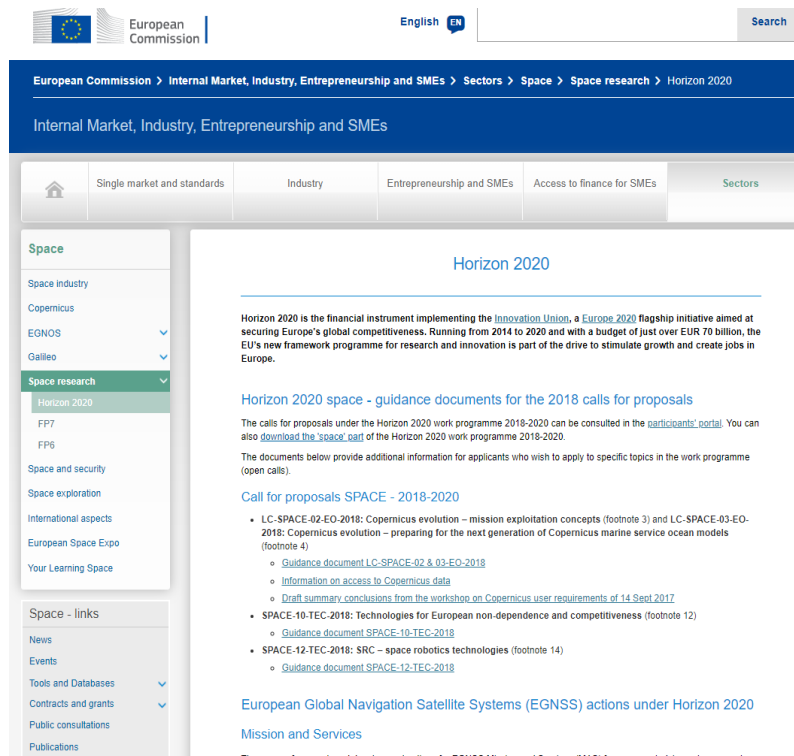 European
Commission
English EN
Search
European Commission > Internal Market, Industry, Entrepreneurship and SMEs > Sectors > Space > Space research > Horizon 2020
Internal Market, Industry, Entrepreneurship and SMEs
Single market and standards
Industry
Entrepreneurship and SMEs
Access to finance for SMEs
Sectors
Space
Space industry
Copernicus
EGNOS
Galileo
Space research
Horizon 2020
FP7
FP6
Space and security
Space exploration
International aspects
European Space Expo
Your Learning Space
Space - links
News
Events
Tools and Databases
Contracts and grants
Public consultations
Publications
Horizon 2020
Horizon 2020 is the financial instrument implementing the Innovation Union, a Europe 2020 flagship initiative aimed at
securing Europe's global competitiveness. Running from 2014 to 2020 and with a budget of just over EUR 70 billion, the
EU's new framework programme for research and innovation is part of the drive to stimulate growth and create jobs in
Europe.
Horizon 2020 space - guidance documents for the 2018 calls for proposals
The calls for proposals under the Horizon 2020 work programme 2018-2020 can be consulted in the participants' portal. You can
also download the 'space' part of the Horizon 2020 work programme 2018-2020.
The documents below provide additional information for applicants who wish to apply to specific topics in the work programme
(open calls).
Call for proposals SPACE - 2018-2020
• LC-SPACE-02-EO-2018: Copernicus evolution – mission exploitation concepts (footnote 3) and LC-SPACE-03-EO-
2018: Copernicus evolution – preparing for the next generation of Copernicus marine service ocean models
(footnote 4)
Guidance document LC-SPACE-02 & 03-EO-2018
Information on access to Copernicus data
Draft summary conclusions from the workshop on Copernicus user requirements of 14 Sept 2017
• SPACE-10-TEC-2018: Technologies for European non-dependence and competitiveness (footnote 12)
Guidance document SPACE-10-TEC-2018
• SPACE-12-TEC-2018: SRC – space robotics technologies (footnote 14)
Guidance document SPACE-12-TEC-2018
European Global Navigation Satellite Systems (EGNSS) actions under Horizon 2020
Mission and Services